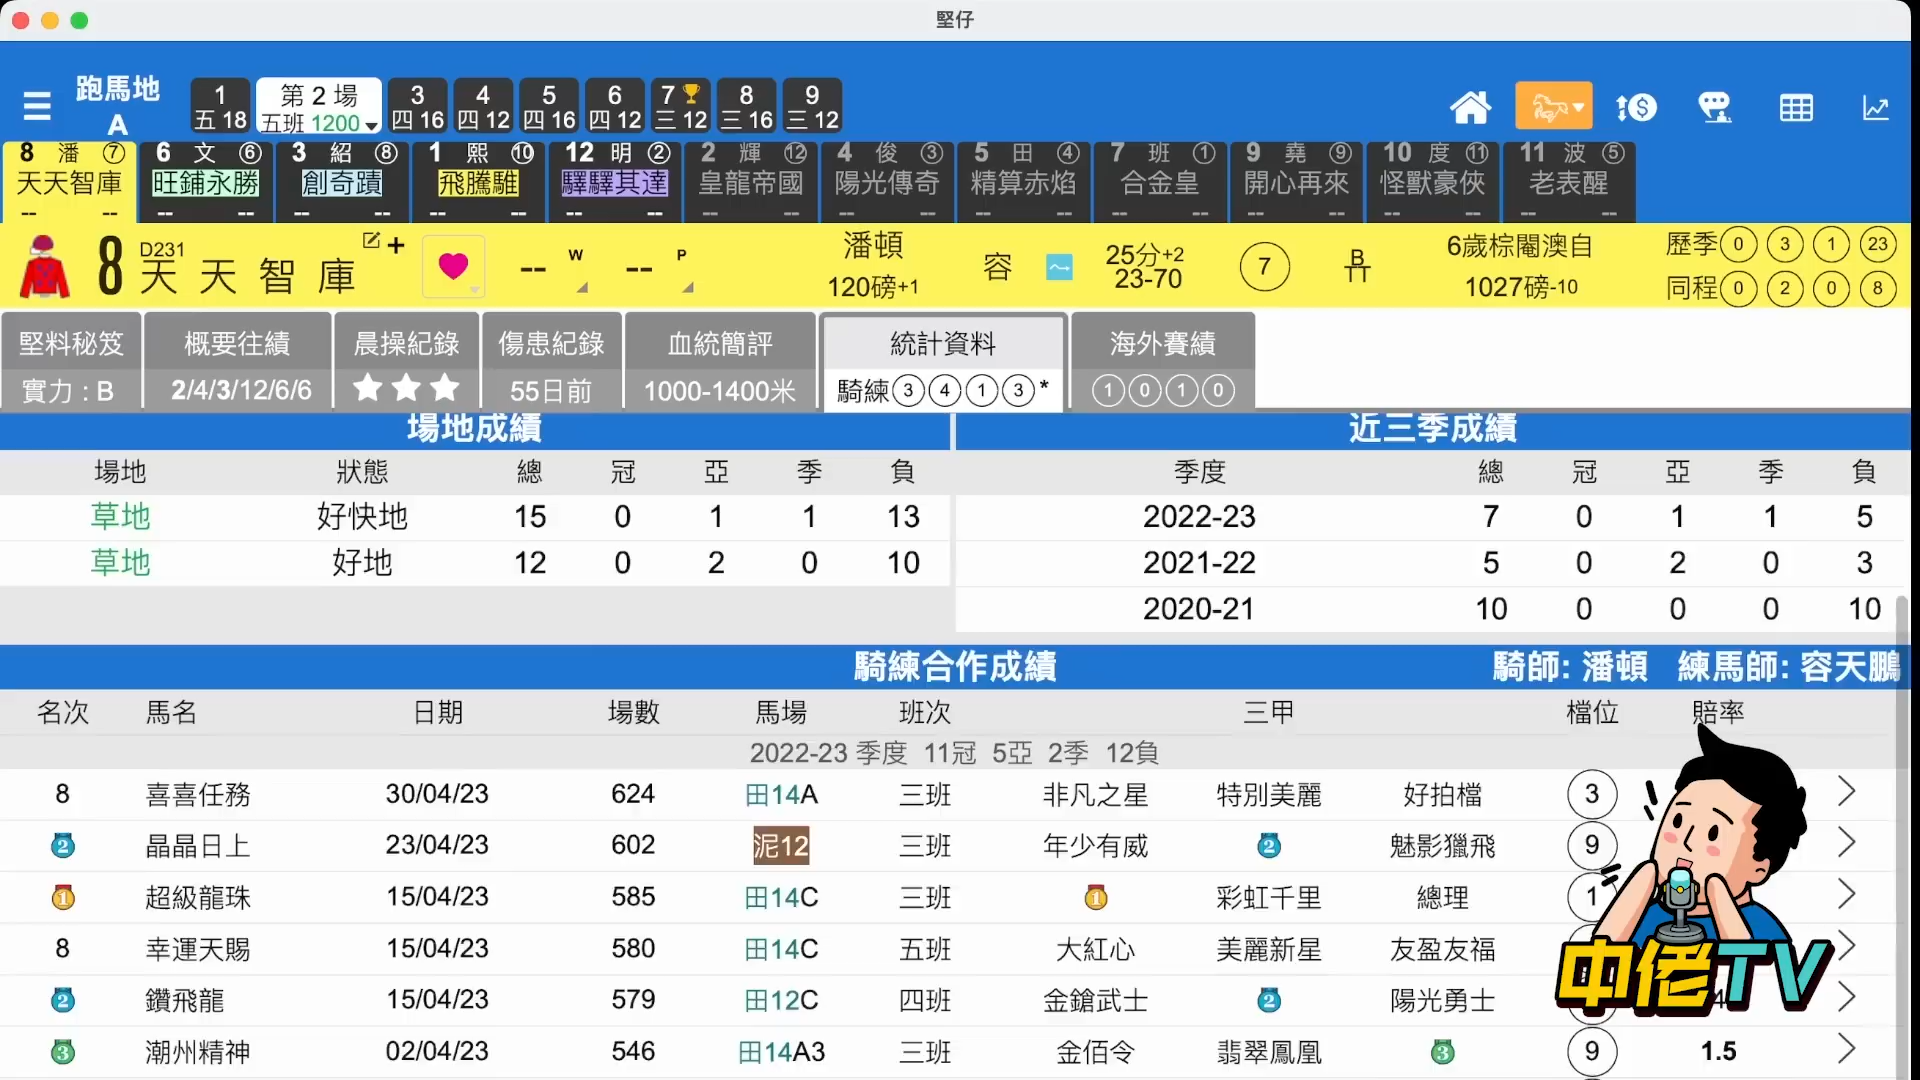 堅仔
跑馬地 A
1 五 18 第 2 場 五班 1200 3 四 16 4 四 12 5 四 16 6 四 12 7 三 12 8 三 16 9 三 12
8 潘 ⑦ 6 文 ⑥ 3 紹 ⑧ 1 熙 ⑩ 12 明 ② 2 輝 ⑫ 4 俊 ③ 5 田 ④ 7 班 ① 9 堯 ⑨ 10 度 ⑪ 11 波 ⑤
天天智庫 旺鋪永勝 創奇蹟 飛騰騅 驛驛其達 皇龍帝國 陽光傳奇 精算赤焰 合金皇 開心再來 怪獸豪俠 老表醒
-- -- -- -- -- -- -- -- -- -- -- -- -- -- -- -- -- -- -- -- -- -- -- --
8 D231 天天智庫 + -- W -- P 潘頓 120磅+1 容 25分+2 23-70 7 B TT 6歲棕閹澳自 1027磅-10 歷季 0 3 1 23 同程 0 2 0 8
堅料秘笈 概要往績 晨操紀錄 傷患紀錄 血統簡評 統計資料 海外賽績
實力 : B 2/4/3/12/6/6 ★ ★ ★ 55日前 1000-1400米 騎練 3 4 1 3 * 1 0 1 0
場地成績 近三季成績
場地 狀態 總 冠 亞 季 負 季度 總 冠 亞 季 負
草地 好快地 15 0 1 1 13 2022-23 7 0 1 1 5
草地 好地 12 0 2 0 10 2021-22 5 0 2 0 3
2020-21 10 0 0 0 10
騎練合作成績 騎師: 潘頓 練馬師: 容天鵬
名次 馬名 日期 場數 馬場 班次 三甲 檔位 賠率
2022-23 季度 11冠 5亞 2季 12負
8 喜喜任務 30/04/23 624 田14A 三班 非凡之星 特別美麗 好拍檔 3
2 晶晶日上 23/04/23 602 泥12 三班 年少有威 2 魅影獵飛 9
1 超級龍珠 15/04/23 585 田14C 三班 1 彩虹千里 總理 1
8 幸運天賜 15/04/23 580 田14C 五班 大紅心 美麗新星 友盈友福
2 鑽飛龍 15/04/23 579 田12C 四班 金鎗武士 2 陽光勇士
3 潮州精神 02/04/23 546 田14A3 三班 金佰令 翡翠鳳凰 3 9 1.5
中佬TV